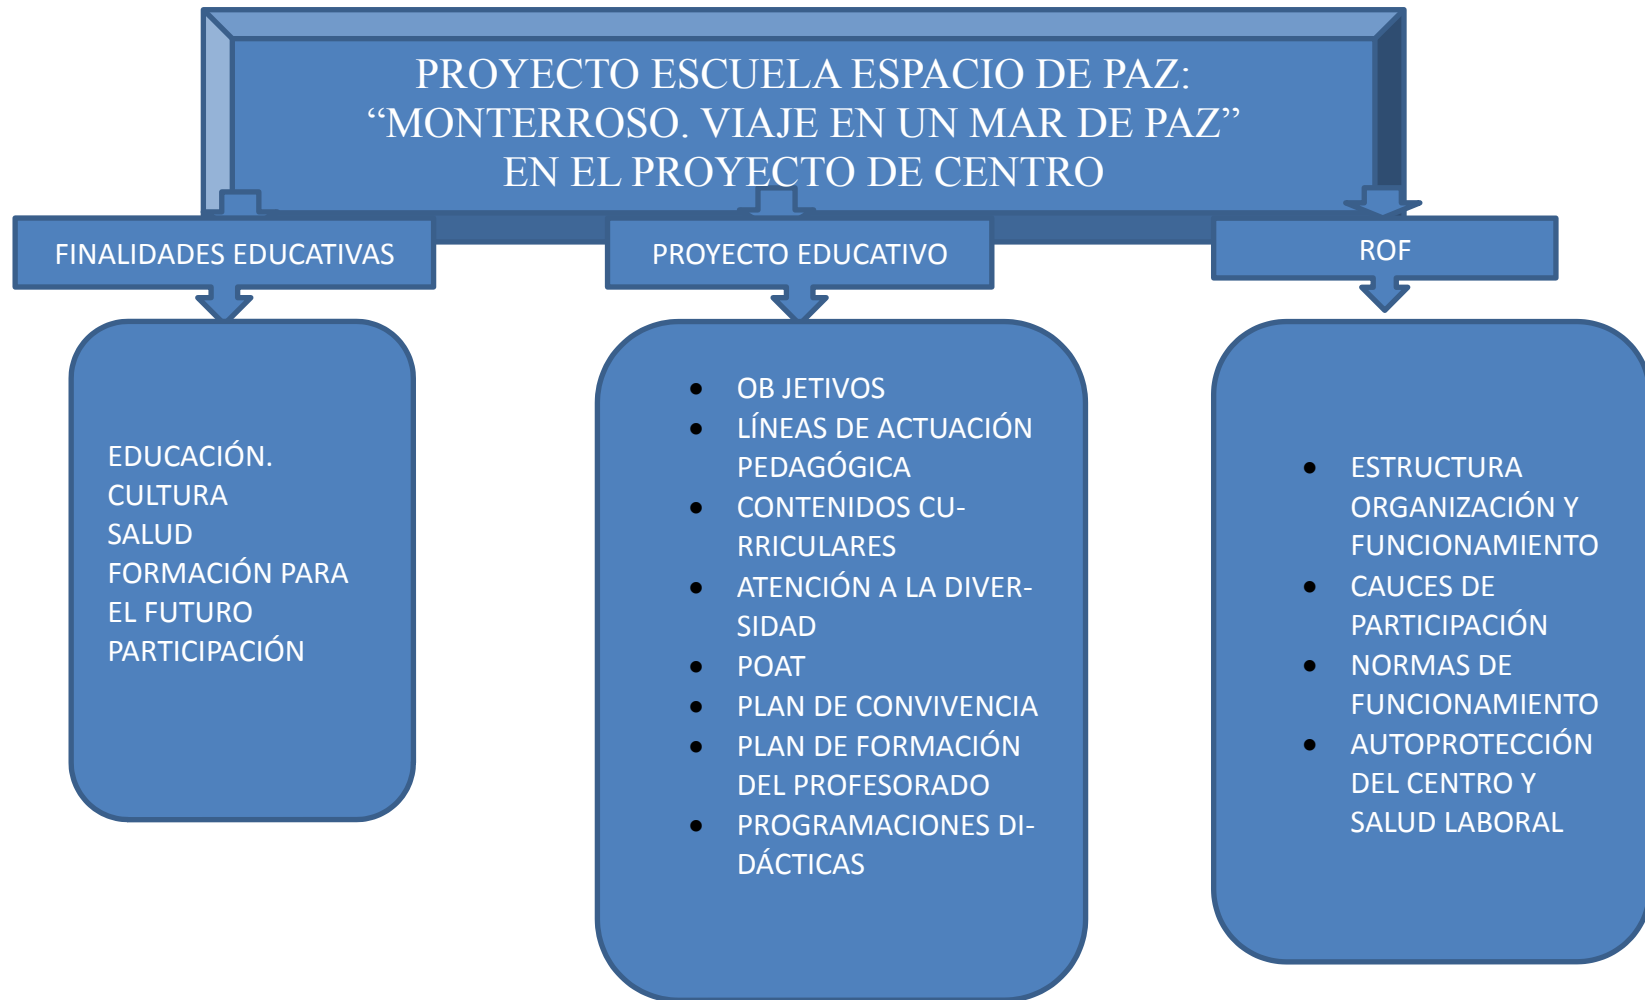 PROYECTO ESCUELA ESPACIO DE PAZ:
“MONTERROSO. VIAJE EN UN MAR DE PAZ”
EN EL PROYECTO DE CENTRO
FINALIDADES EDUCATIVAS
EDUCACIÓN.
CULTURA
SALUD
FORMACIÓN PARA
EL FUTURO
PARTICIPACIÓN
PROYECTO EDUCATIVO
• OB JETIVOS
• LÍNEAS DE ACTUACIÓN
PEDAGÓGICA
• CONTENIDOS CU-
RRICULARES
• ATENCIÓN A LA DIVER-
SIDAD
• POAT
• PLAN DE CONVIVENCIA
• PLAN DE FORMACIÓN
DEL PROFESORADO
• PROGRAMACIONES DI-
DÁCTICAS
ROF
• ESTRUCTURA
ORGANIZACIÓN Y
FUNCIONAMIENTO
• CAUCES DE
PARTICIPACIÓN
• NORMAS DE
FUNCIONAMIENTO
• AUTOPROTECCIÓN
DEL CENTRO Y
SALUD LABORAL